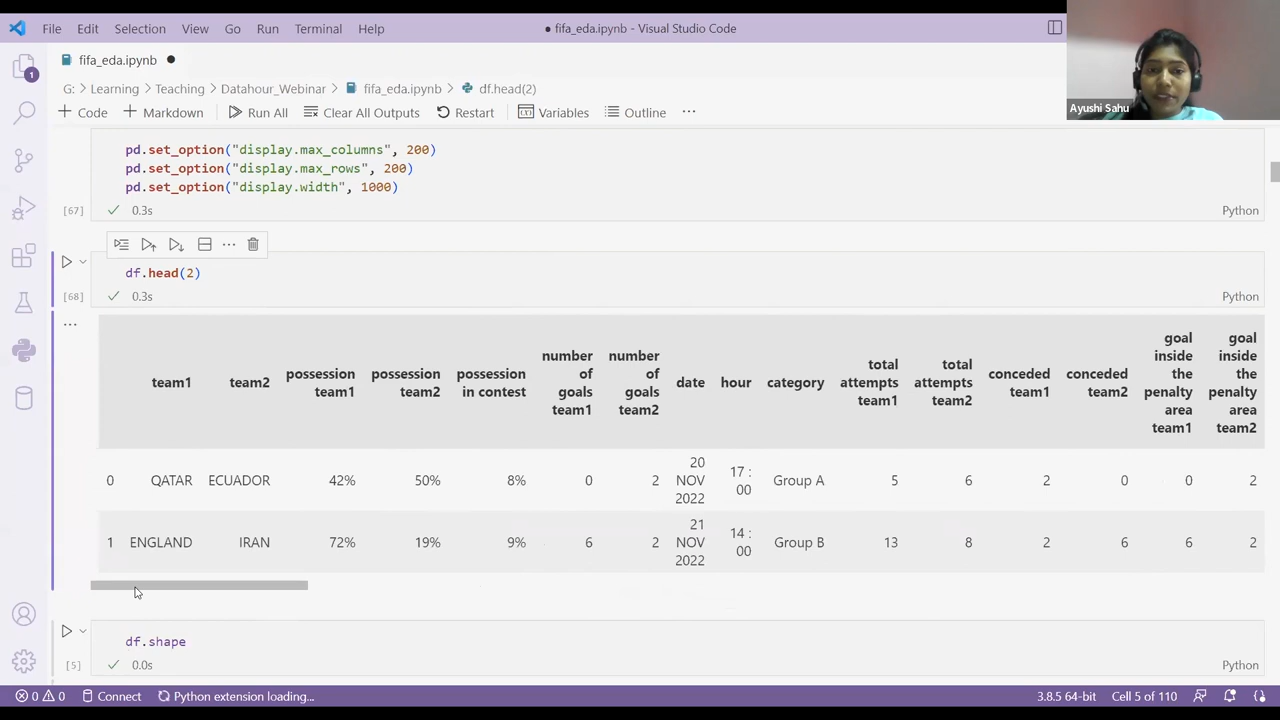 File Edit Selection View Go Run Terminal Help ● fifa_eda.ipynb - Visual Studio Code
fifa_eda.ipynb ●
G: > Learning > Teaching > Datahour_Webinar > fifa_eda.ipynb > df.head(2)
+ Code + Markdown Run All Clear All Outputs Restart Variables Outline ...
Ayushi Sahu
1
pd.set_option("display.max_columns", 200)
pd.set_option("display.max_rows", 200)
pd.set_option("display.width", 1000)
[67] ✓ 0.3s Python
df.head(2)
[68] ✓ 0.3s Python
...
team1 team2 possession team1 possession team2 possession in contest number of goals team1 number of goals team2 date hour category total attempts team1 total attempts team2 conceded team1 conceded team2 goal inside the penalty area team1 goal inside the penalty area team2
0 QATAR ECUADOR 42% 50% 8% 0 2 20 NOV 2022 17 : 00 Group A 5 6 2 0 0 2
1 ENGLAND IRAN 72% 19% 9% 6 2 21 NOV 2022 14 : 00 Group B 13 8 2 6 6 2
df.shape
[5] ✓ 0.0s Python
0 0 Connect Python extension loading... 3.8.5 64-bit Cell 5 of 110